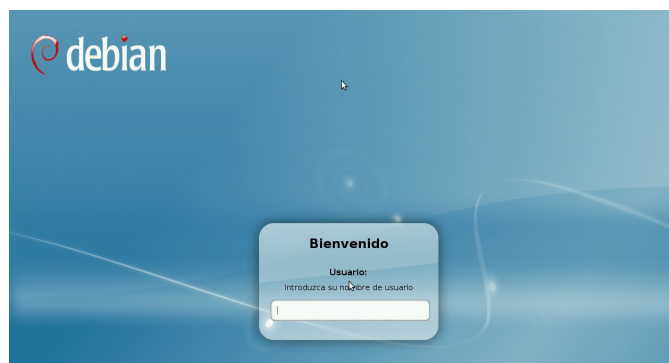 debian
Bienvenido
Usuario:
Introduzca su nombre de usuario